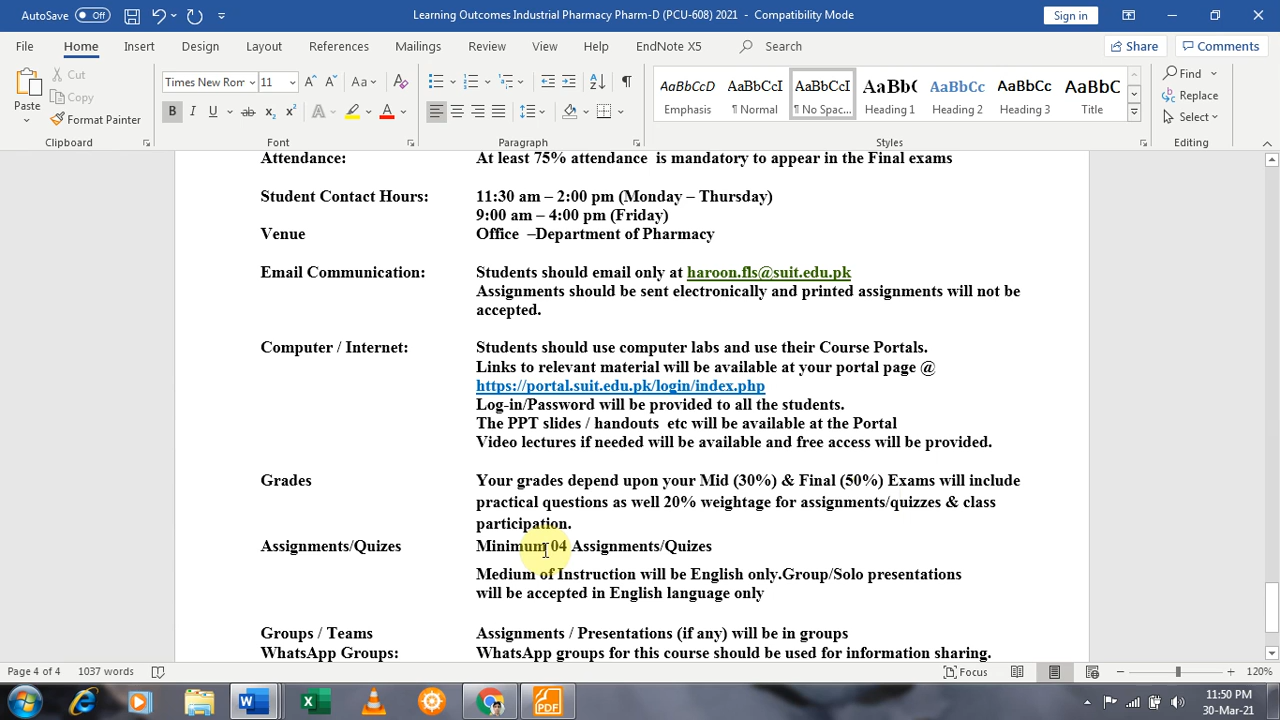 AutoSave Off Learning Outcomes Industrial Pharmacy Pharm-D (PCU-608) 2021 - Compatibility Mode Sign in
File Home Insert Design Layout References Mailings Review View Help EndNote X5 Search Share Comments
Paste Cut Copy Format Painter
Times New Rom 11
AaBbCcD AaBbCcI AaBbCcI AaBb( AaBbCc AaBbCc AaBbC
Emphasis ¶ Normal ¶ No Spac... Heading 1 Heading 2 Heading 3 Title
Find Replace Select
Clipboard Font Paragraph Styles Editing
Attendance: At least 75% attendance is mandatory to appear in the Final exams
Student Contact Hours: 11:30 am – 2:00 pm (Monday – Thursday)
9:00 am – 4:00 pm (Friday)
Venue Office –Department of Pharmacy
Email Communication: Students should email only at haroon.fls@suit.edu.pk
Assignments should be sent electronically and printed assignments will not be
accepted.
Computer / Internet: Students should use computer labs and use their Course Portals.
Links to relevant material will be available at your portal page @
https://portal.suit.edu.pk/login/index.php
Log-in/Password will be provided to all the students.
The PPT slides / handouts etc will be available at the Portal
Video lectures if needed will be available and free access will be provided.
Grades Your grades depend upon your Mid (30%) & Final (50%) Exams will include
practical questions as well 20% weightage for assignments/quizzes & class
participation.
Assignments/Quizes Minimum 04 Assignments/Quizes
Medium of Instruction will be English only.Group/Solo presentations
will be accepted in English language only
Groups / Teams Assignments / Presentations (if any) will be in groups
WhatsApp Groups: WhatsApp groups for this course should be used for information sharing.
Page 4 of 4 1037 words Focus 120%
11:50 PM
30-Mar-21